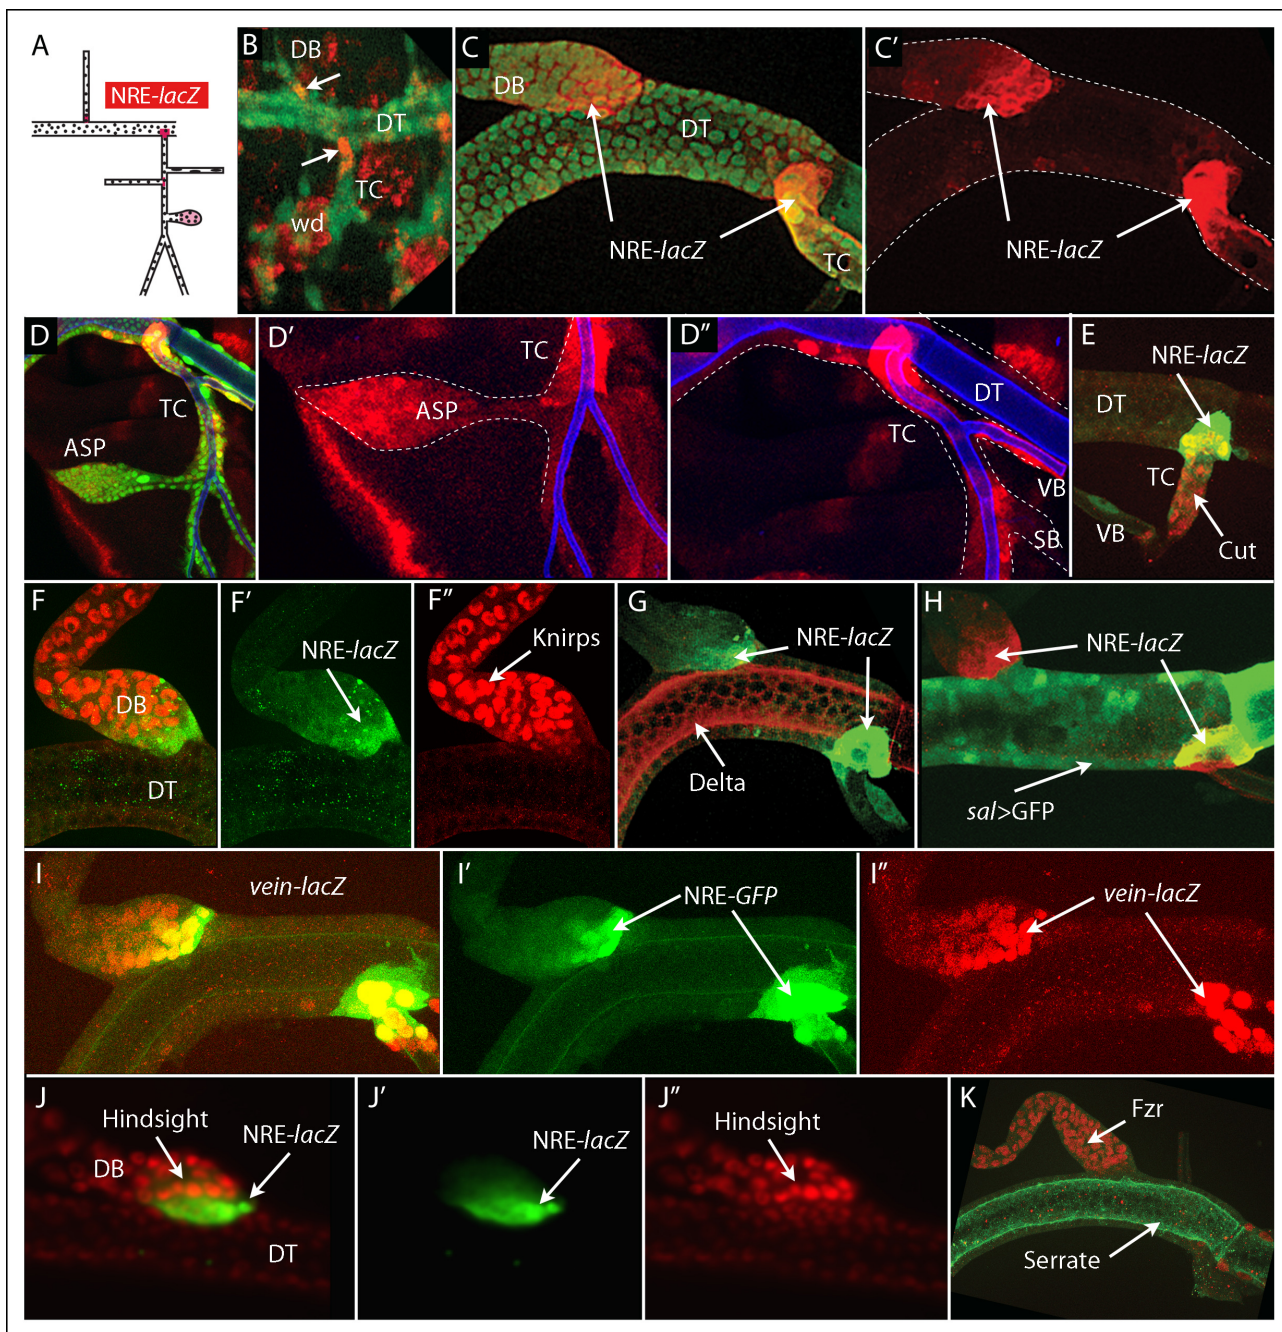 A
NRE-lacZ
B
DB
DT
TC
wd
C
DB
DT
NRE-lacZ
TC
C'
NRE-lacZ
D
TC
ASP
D'
TC
ASP
D"
DT
TC
VB
SB
E
NRE-lacZ
DT
TC
VB
Cut
F
DB
DT
F'
NRE-lacZ
F"
Knirps
G
NRE-lacZ
Delta
H
NRE-lacZ
sal>GFP
I
vein-lacZ
I'
NRE-GFP
I"
vein-lacZ
J
Hindsight
NRE-lacZ
DB
DT
J'
NRE-lacZ
J"
Hindsight
K
Fzr
Serrate